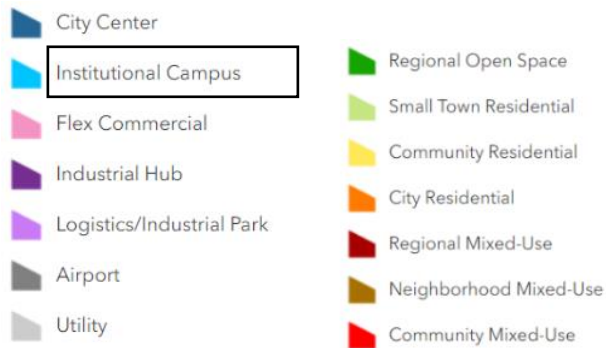 City Center
Institutional Campus
Flex Commercial
Industrial Hub
Logistics/Industrial Park
Airport
Utility
Regional Open Space
Small Town Residential
Community Residential
City Residential
Regional Mixed-Use
Neighborhood Mixed-Use
Community Mixed-Use